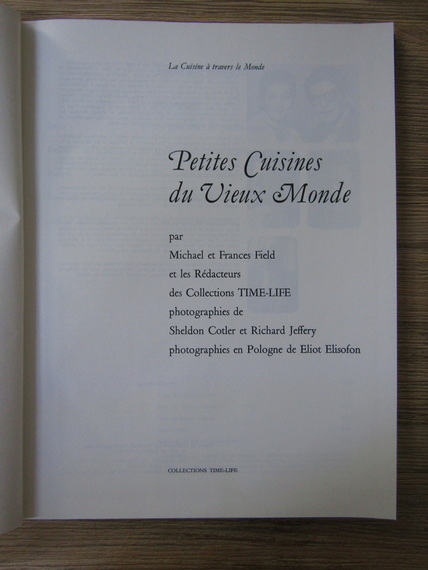 La Cuisine à travers le Monde
Petites Cuisines
du Vieux Monde
par
Michael et Frances Field
et les Rédacteurs
des Collections TIME-LIFE
photographies de
Sheldon Cotler et Richard Jeffery
photographies en Pologne de Eliot Elisofon
COLLECTIONS TIME-LIFE